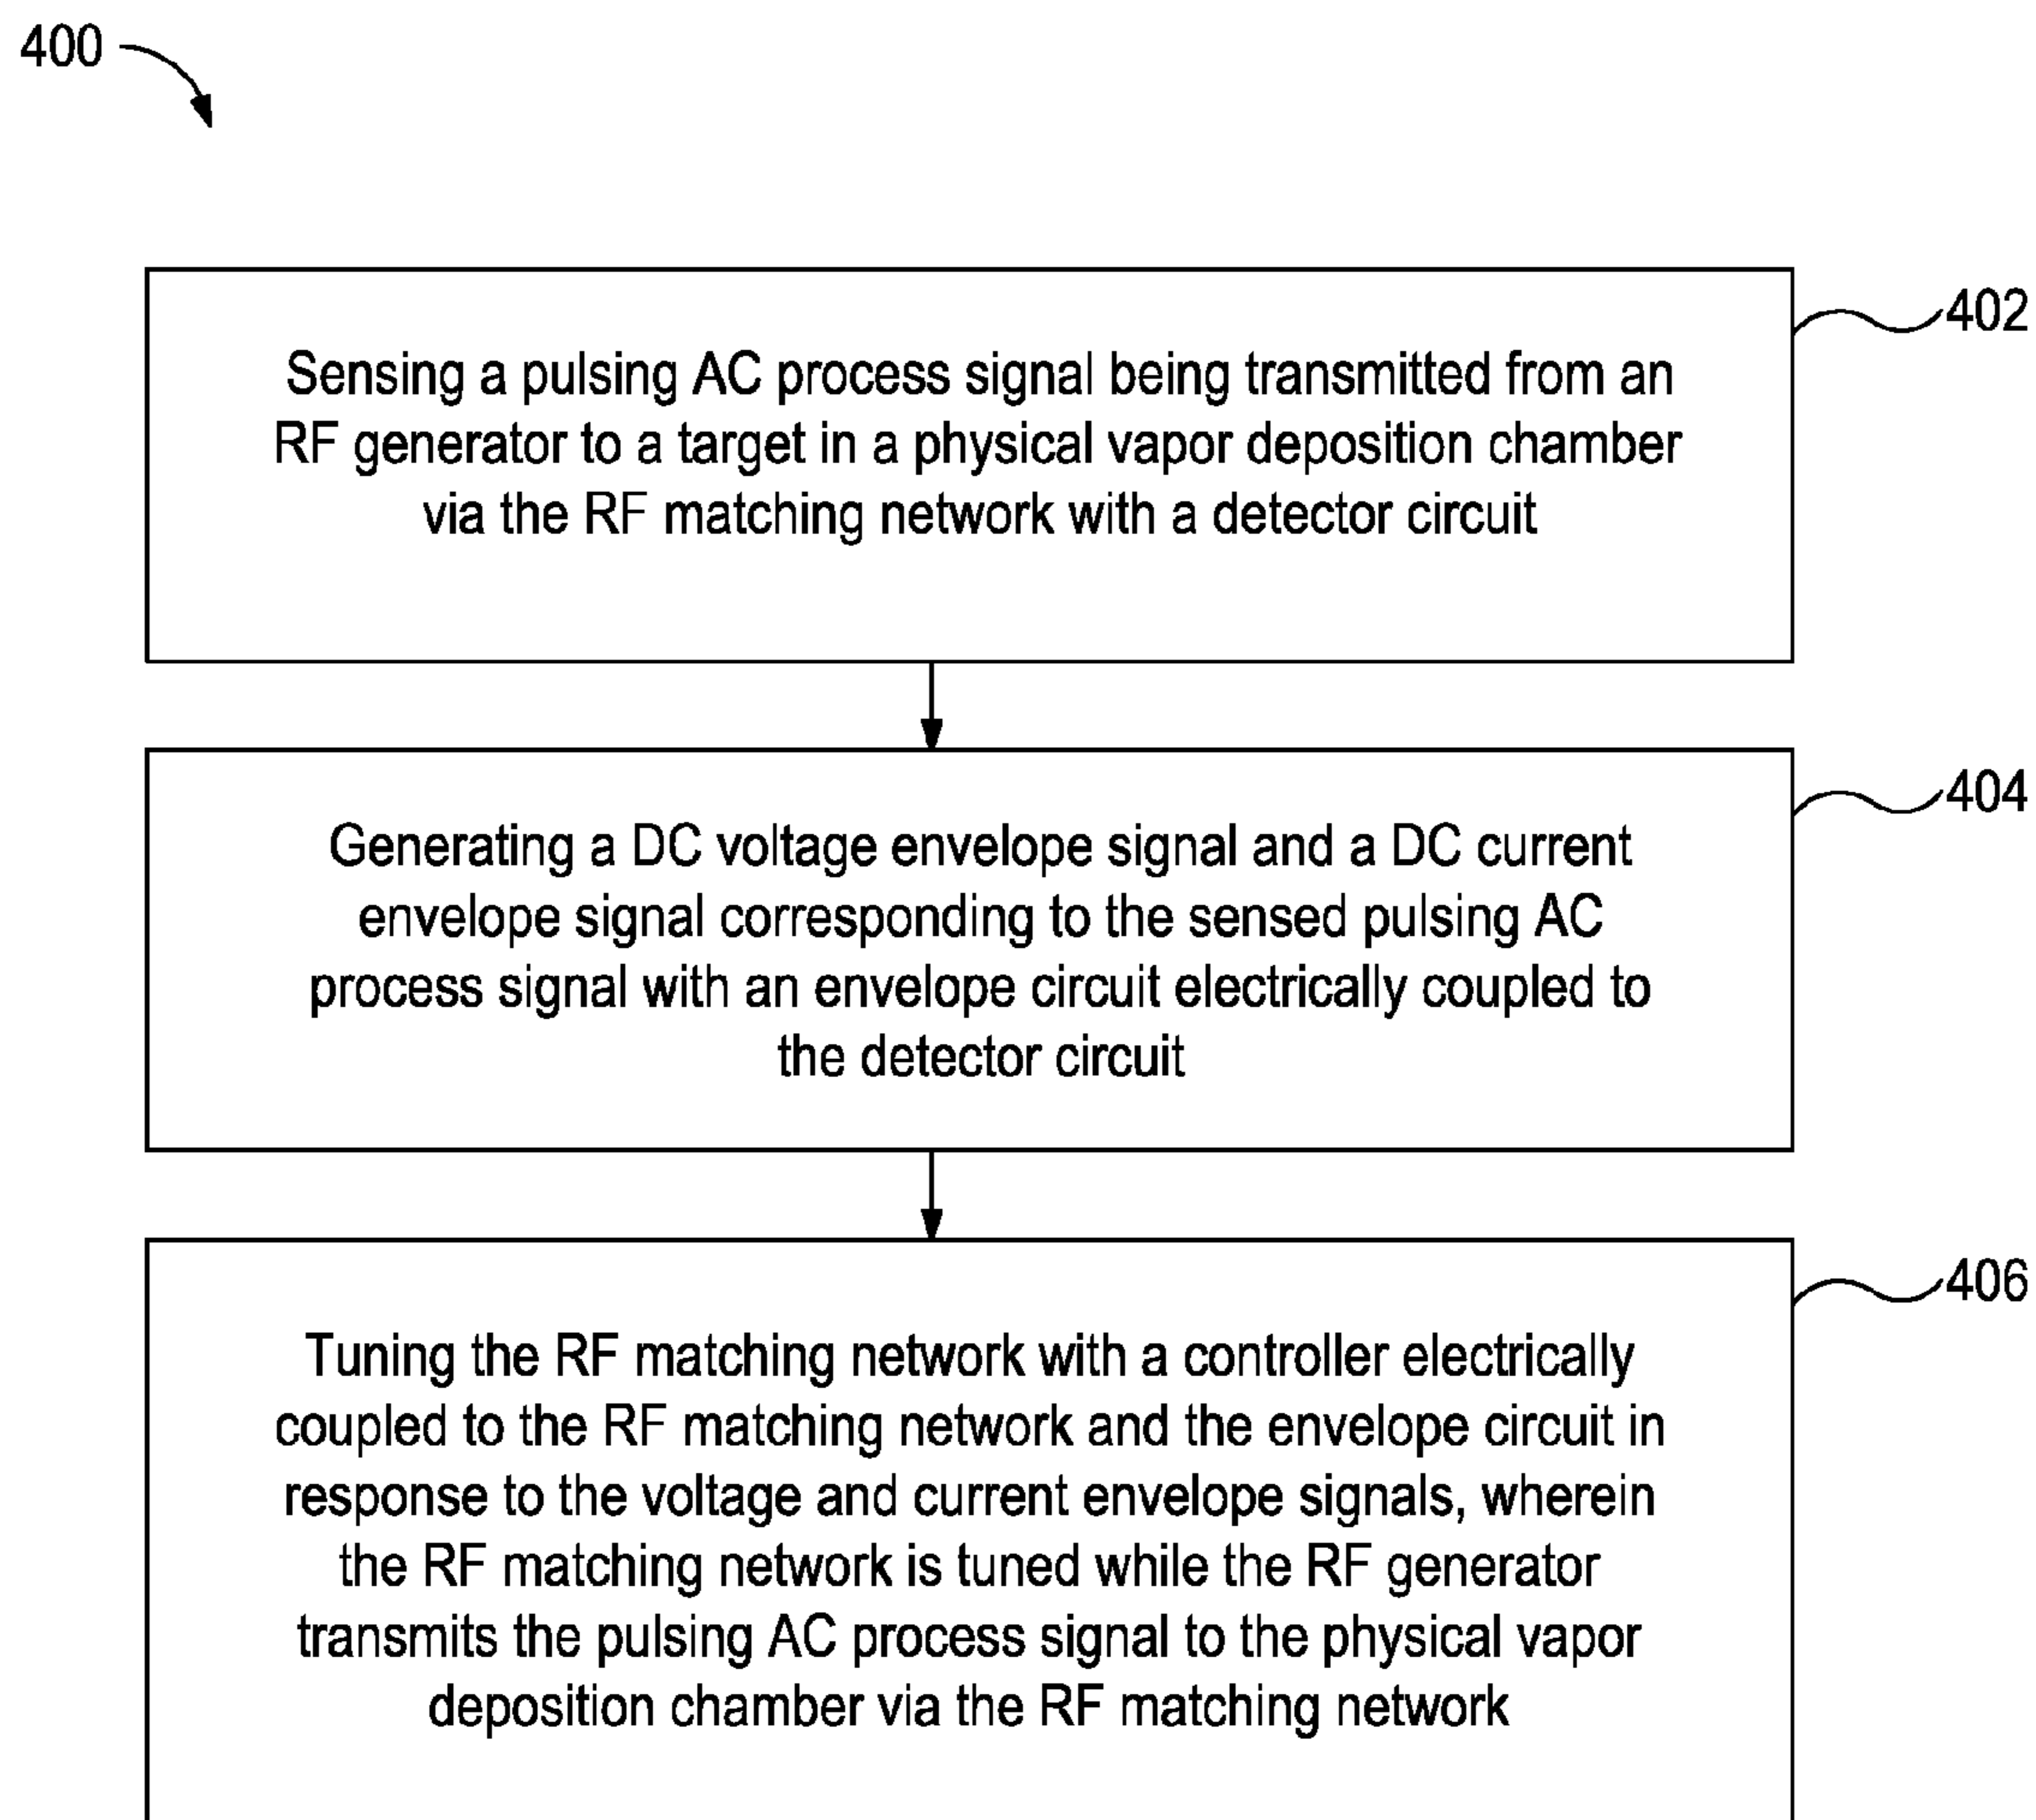 400
402
Sensing a pulsing AC process signal being transmitted from an
RF generator to a target in a physical vapor deposition chamber
via the RF matching network with a detector circuit
404
Generating a DC voltage envelope signal and a DC current
envelope signal corresponding to the sensed pulsing AC
process signal with an envelope circuit electrically coupled to
the detector circuit
406
Tuning the RF matching network with a controller electrically
coupled to the RF matching network and the envelope circuit in
response to the voltage and current envelope signals, wherein
the RF matching network is tuned while the RF generator
transmits the pulsing AC process signal to the physical vapor
deposition chamber via the RF matching network